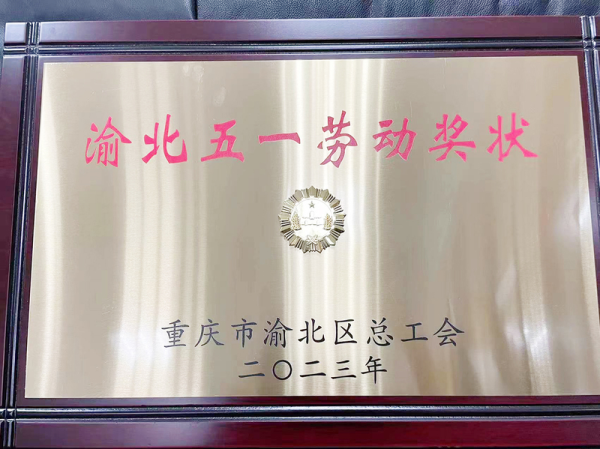 渝北五一劳动奖状
重庆市渝北区总工会
二〇二三年